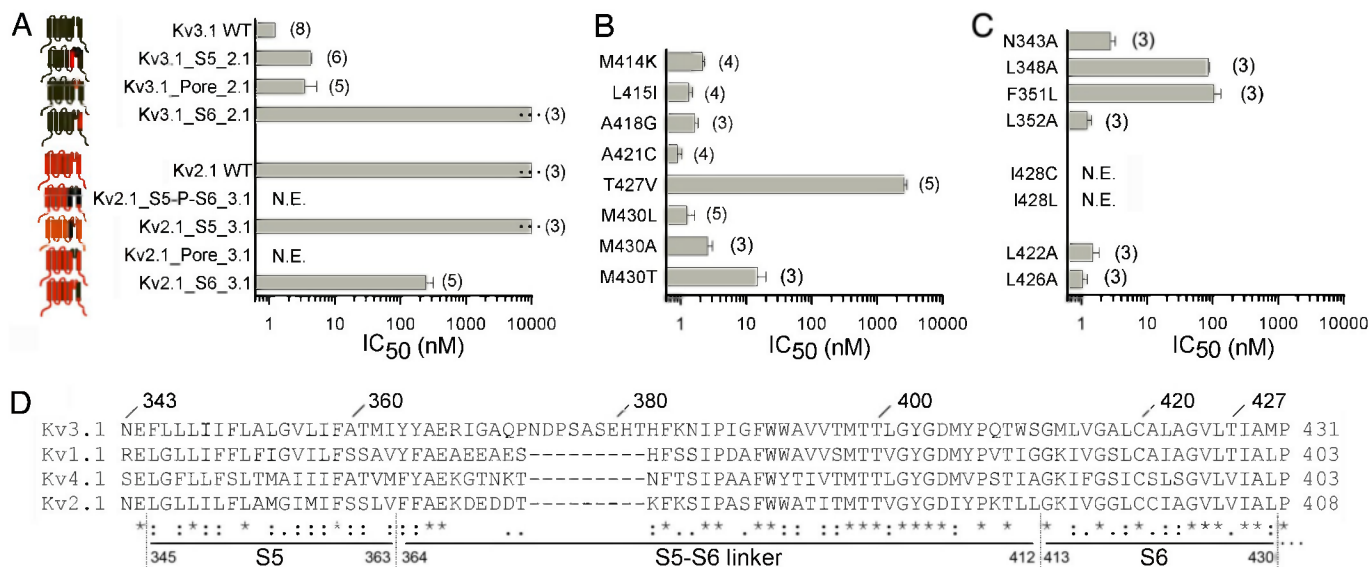 A
Kv3.1 WT (8)
Kv3.1_S5_2.1 (6)
Kv3.1_Pore_2.1 (5)
Kv3.1_S6_2.1 (3)
Kv2.1 WT (3)
Kv2.1_S5-P-S6_3.1 N.E.
Kv2.1_S5_3.1 (3)
Kv2.1_Pore_3.1 N.E.
Kv2.1_S6_3.1 (5)
1 10 100 1000 10000
IC50 (nM)
B
M414K (4)
L415I (4)
A418G (3)
A421C (4)
T427V (5)
M430L (5)
M430A (3)
M430T (3)
1 10 100 1000 10000
IC50 (nM)
C
N343A (3)
L348A (3)
F351L (3)
L352A (3)
I428C N.E.
I428L N.E.
L422A (3)
L426A (3)
1 10 100 1000 10000
IC50 (nM)
D
343 360 380 400 420 427
Kv3.1 NEFLLLIIFLALGVLIFATMIYYAERIGAQPNDPSASEHTHFKNIPIGFWWAVVTMTTLGYGDMYPQTWSGMLVGALCALAGVLTIAMP 431
Kv1.1 RELGLLIFFLFIGVILFSSAVYFAEAEEAES---------HFSSIPDAFWWAVVSMTTVGYGDMYPVTIGGKIVGSLCAIAGVLTIALP 403
Kv4.1 SELGFLLFSLTMAIIIFATVMFYAEKGTNKT---------NFTSIPAAFWYTIVTMTTLGYGDMVPSTIAGKIFGSICSLSGVLVIALP 403
Kv2.1 NELGLLILFLAMGIMIFSSLVFFAEKDEDDT---------KFKSIPASFWWATITMTTVGYGDIYPKTLLGKIVGGLCCIAGVLVIALP 408
345 S5 363 364 S5-S6 linker 412 413 S6 430